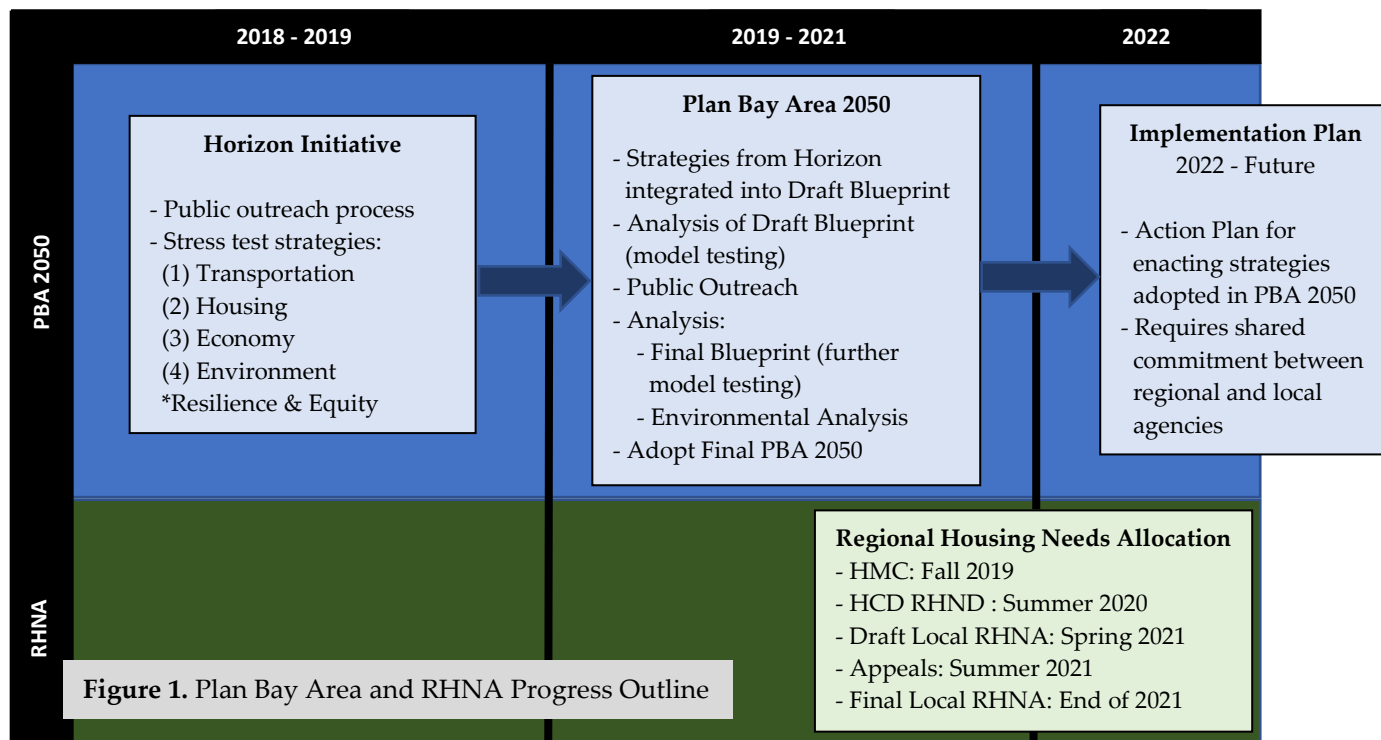 2018 - 2019
2019 - 2021
2022
PBA 2050
Horizon Initiative
- Public outreach process
- Stress test strategies:
(1) Transportation
(2) Housing
(3) Economy
(4) Environment
*Resilience & Equity
Plan Bay Area 2050
- Strategies from Horizon
integrated into Draft Blueprint
- Analysis of Draft Blueprint
(model testing)
- Public Outreach
- Analysis:
- Final Blueprint (further
model testing)
- Environmental Analysis
- Adopt Final PBA 2050
Implementation Plan
2022 - Future
- Action Plan for
enacting strategies
adopted in PBA 2050
- Requires shared
commitment between
regional and local
agencies
RHNA
Regional Housing Needs Allocation
- HMC: Fall 2019
- HCD RHND : Summer 2020
- Draft Local RHNA: Spring 2021
- Appeals: Summer 2021
- Final Local RHNA: End of 2021
Figure 1. Plan Bay Area and RHNA Progress Outline